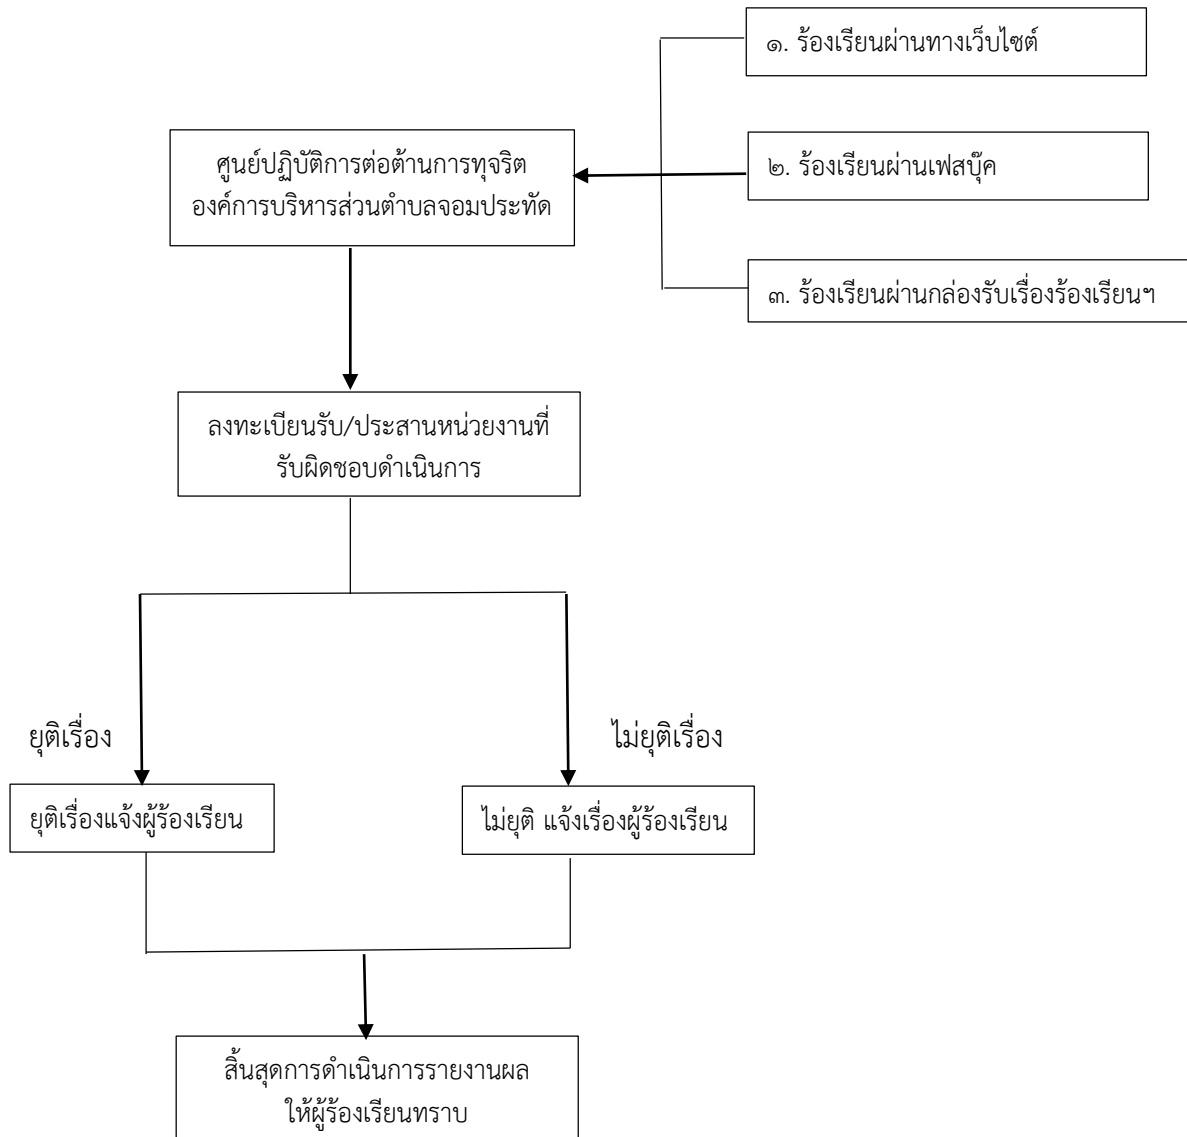 ๑. ร้องเรียนผ่านทางเว็บไซต์
ศูนย์ปฏิบัติการต่อต้านการทุจริต
องค์การบริหารส่วนตำบลจอมประทัด
๒. ร้องเรียนผ่านเฟสบุ๊ค
๓. ร้องเรียนผ่านกล่องรับเรื่องร้องเรียนฯ
ลงทะเบียนรับ/ประสานหน่วยงานที่
รับผิดชอบดำเนินการ
ยุติเรื่อง
ไม่ยุติเรื่อง
ยุติเรื่องแจ้งผู้ร้องเรียน
ไม่ยุติ แจ้งเรื่องผู้ร้องเรียน
สิ้นสุดการดำเนินการรายงานผล
ให้ผู้ร้องเรียนทราบ